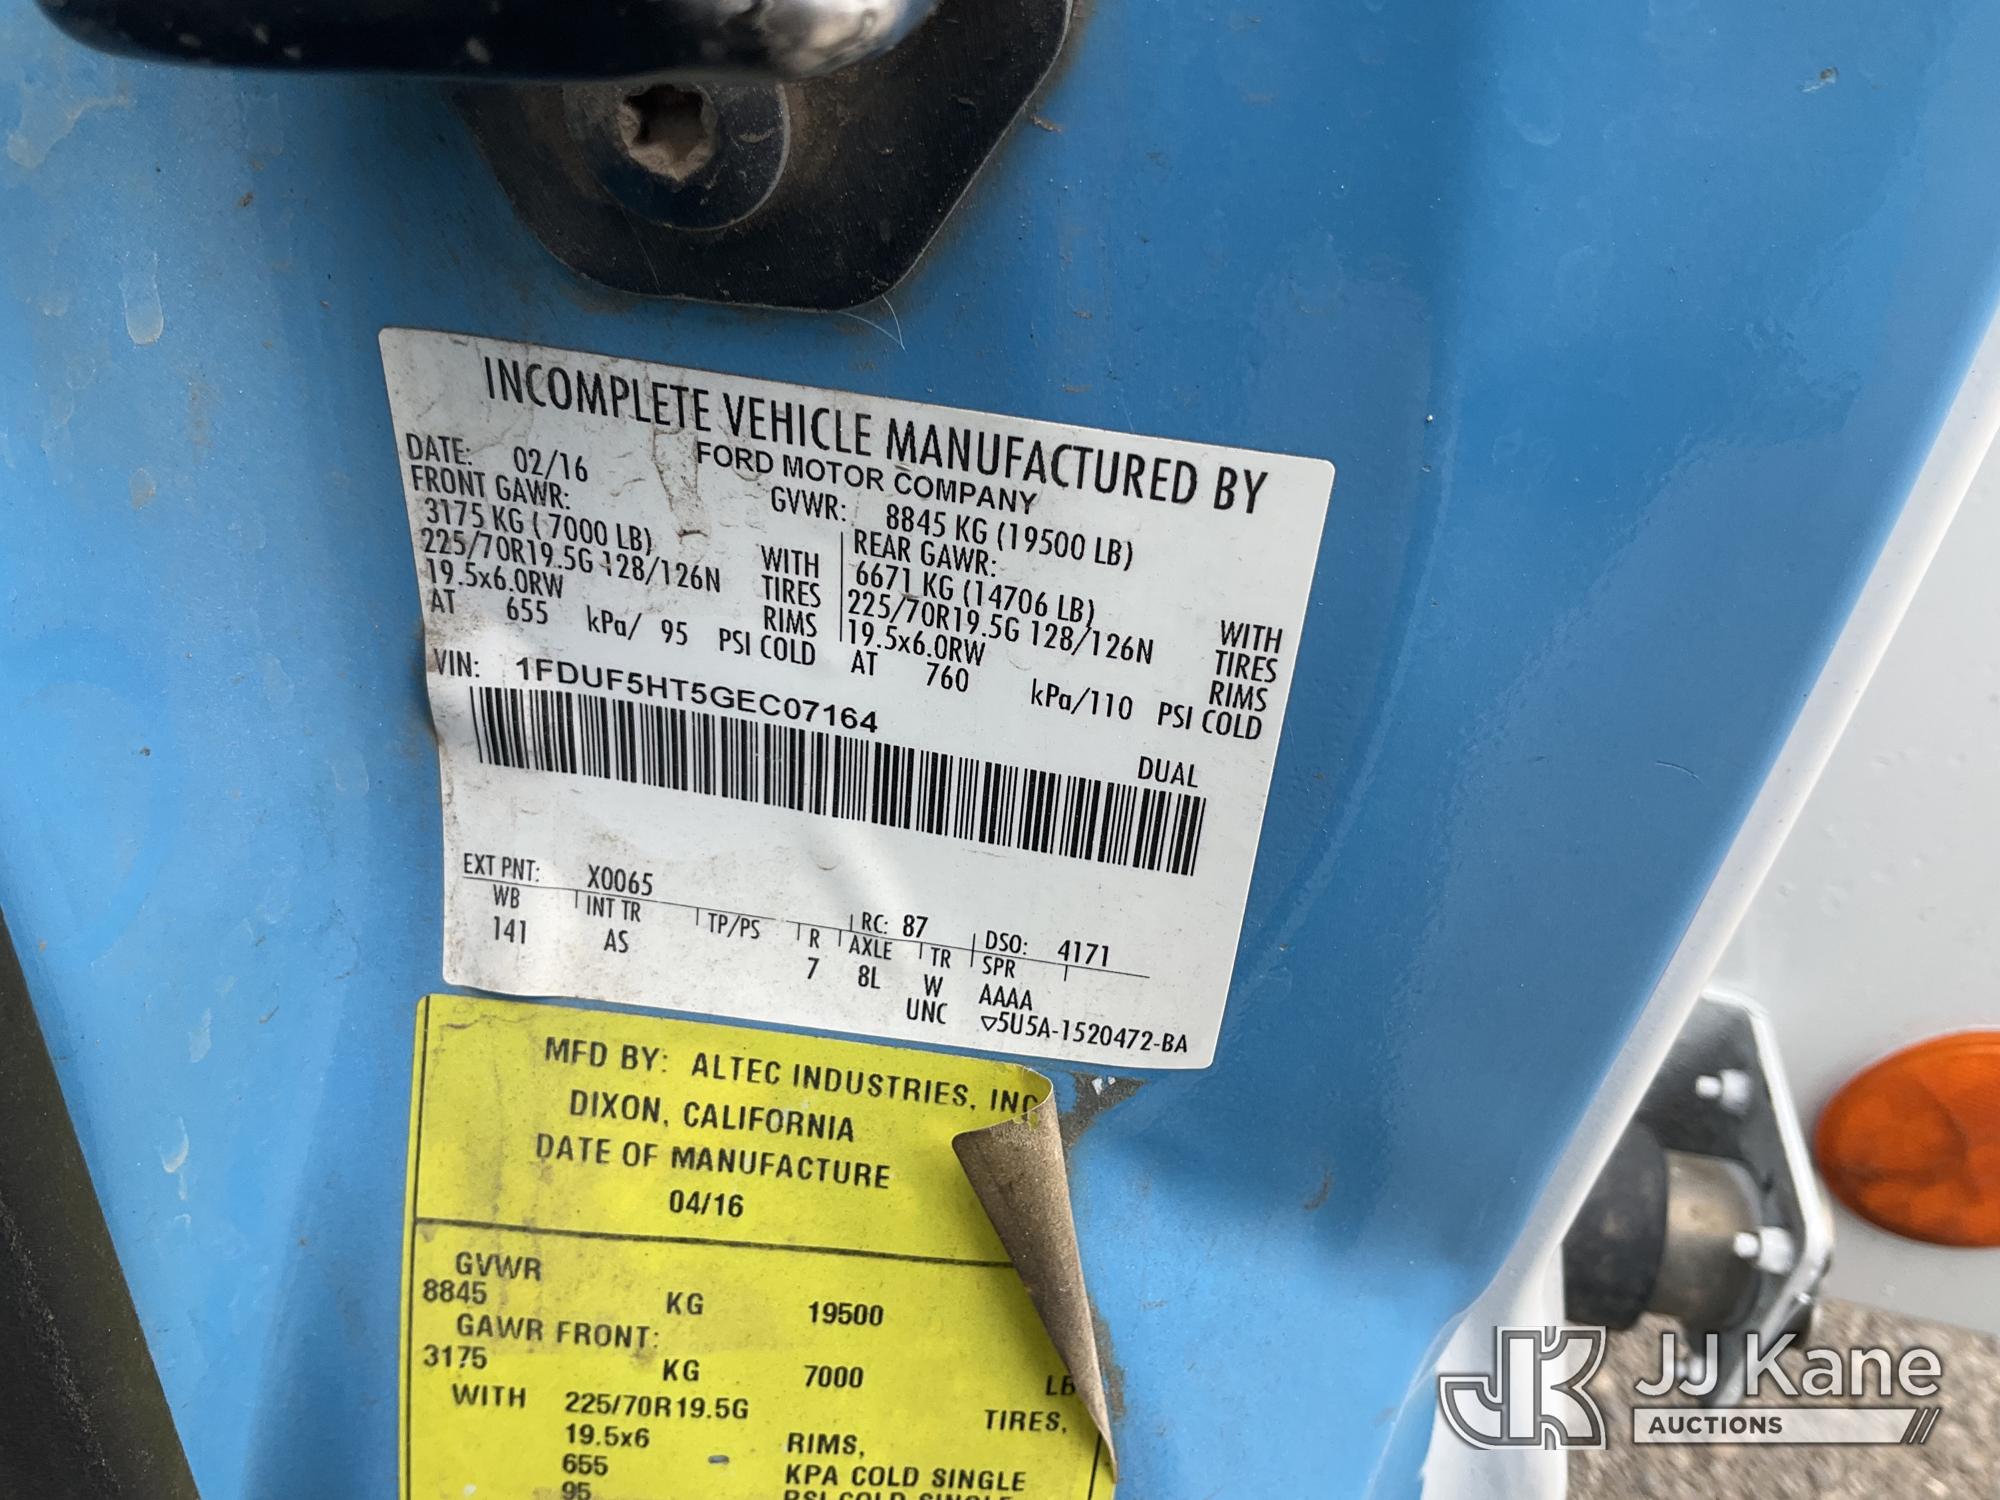 INCOMPLETE VEHICLE MANUFACTURED BY
FORD MOTOR COMPANY
DATE: 02/16 GVWR: 8845 KG (19500 LB)
FRONT GAWR: REAR GAWR:
3175 KG (7000 LB) WITH 6671 KG (14706 LB) WITH
225/70R19.5G 128/126N TIRES 225/70R19.5G 128/126N TIRES
19.5x6.0RW RIMS 19.5x6.0RW RIMS
AT 655 kPa/ 95 PSI COLD AT 760 kPa/110 PSI COLD
VIN: 1FDUF5HT5GEC07164
DUAL
EXT PNT: X0065 RC: 87 DSO: 4171
WB INT TR TP/PS R AXLE TR SPR
141 AS 7 8L W AAAA
UNC ▽5U5A-1520472-BA
MFD BY: ALTEC INDUSTRIES, INC
DIXON, CALIFORNIA
DATE OF MANUFACTURE
04/16
GVWR
8845 KG 19500
GAWR FRONT:
3175 KG 7000 LB
WITH 225/70R19.5G TIRES,
19.5x6 RIMS,
655 KPA COLD SINGLE
95 PSI COLD SINGLE
JK JJ Kane
AUCTIONS